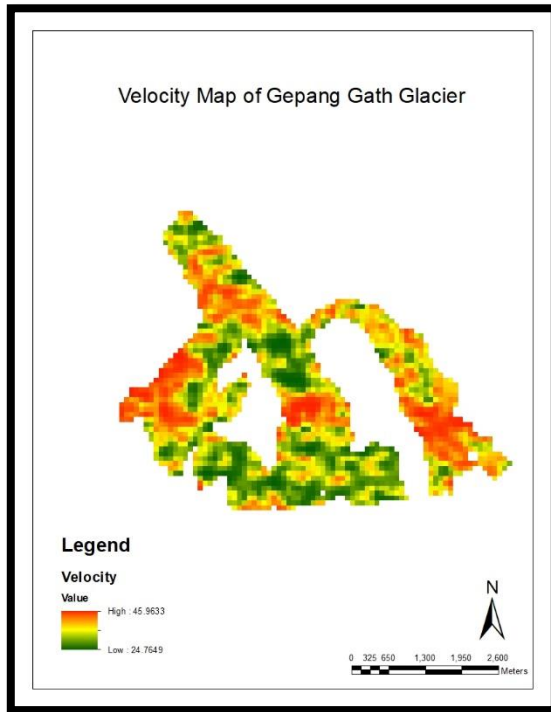 Velocity Map of Gepang Gath Glacier
Legend
Velocity
Value
High : 45.9633
Low : 24.7649
N
0 325 650 1,300 1,950 2,600
Meters